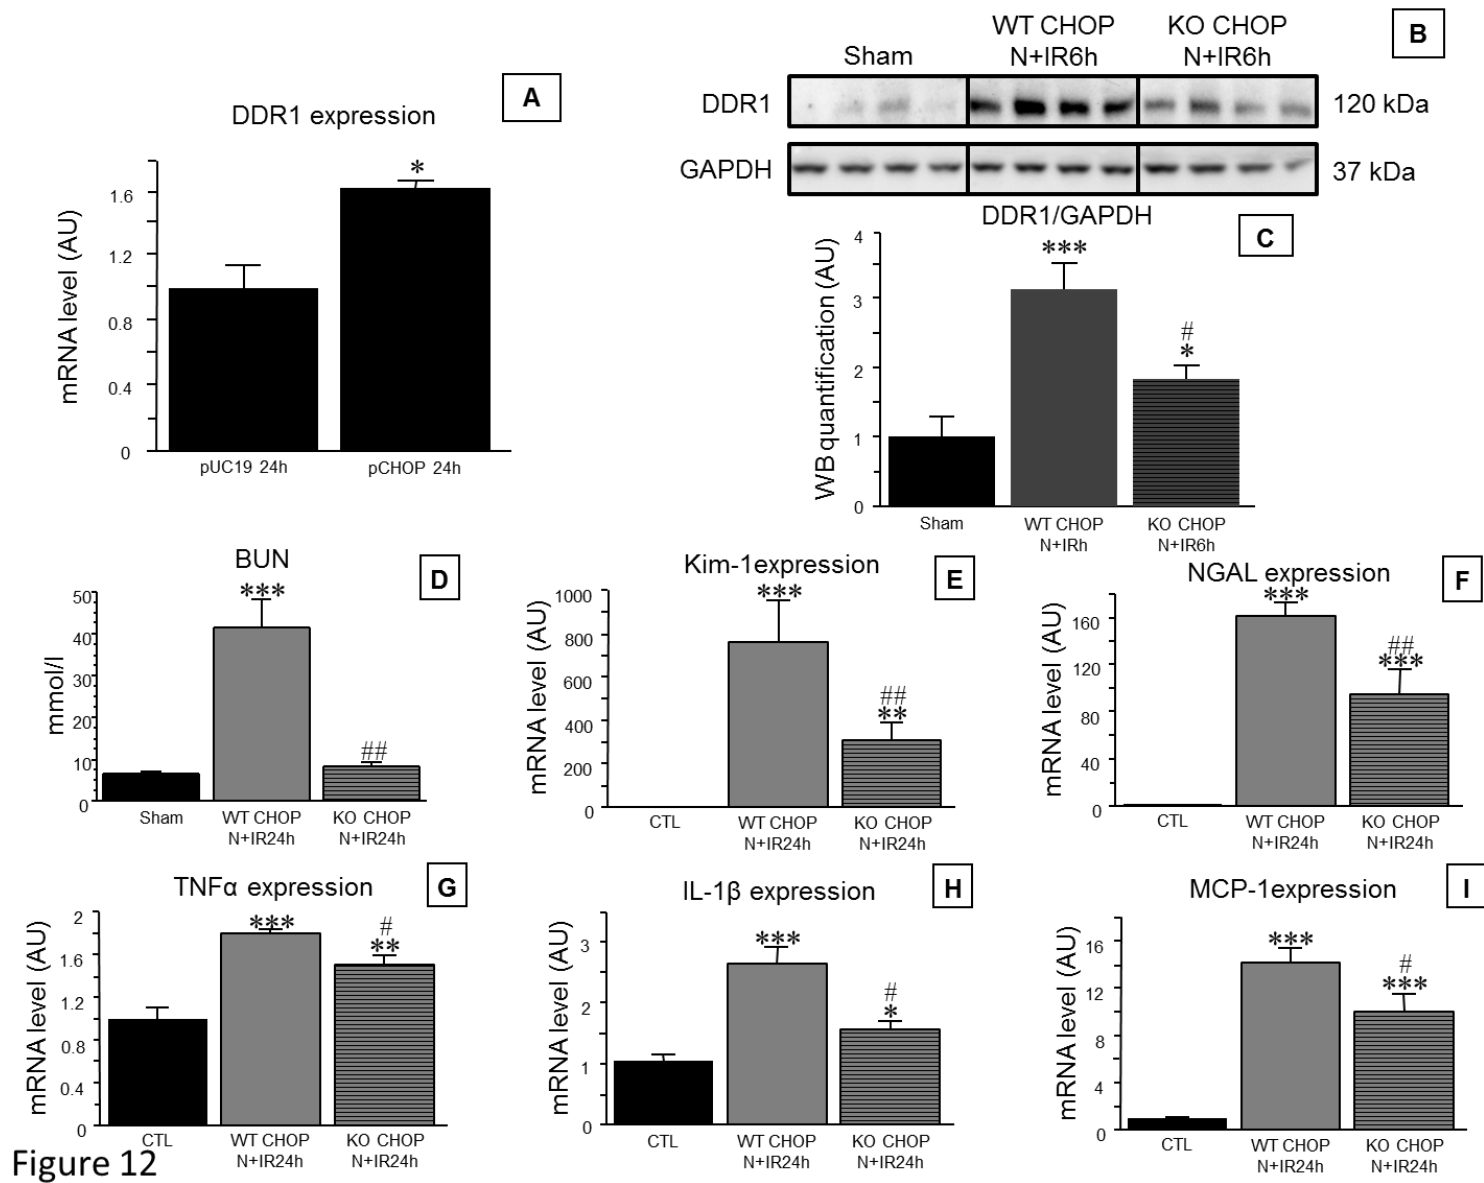 A
DDR1 expression
*
mRNA level (AU)
1.6
1.2
0.8
0.4
0
pUC19 24h
pCHOP 24h
B
Sham
WT CHOP
N+IR6h
KO CHOP
N+IR6h
DDR1
120 kDa
GAPDH
37 kDa
C
DDR1/GAPDH
WB quantification (AU)
4
3
2
1
0
***
#
*
Sham
WT CHOP
N+IRh
KO CHOP
N+IR6h
D
BUN
mmol/l
50
40
30
20
10
0
***
##
Sham
WT CHOP
N+IR24h
KO CHOP
N+IR24h
E
Kim-1expression
mRNA level (AU)
1000
800
600
400
200
0
***
##
**
CTL
WT CHOP
N+IR24h
KO CHOP
N+IR24h
F
NGAL expression
mRNA level (AU)
160
120
80
40
0
***
##
***
CTL
WT CHOP
N+IR24h
KO CHOP
N+IR24h
G
TNFα expression
mRNA level (AU)
2
1.6
1.2
0.8
0.4
0
***
#
**
CTL
WT CHOP
N+IR24h
KO CHOP
N+IR24h
H
IL-1β expression
mRNA level (AU)
3
2
1
0
***
#
*
CTL
WT CHOP
N+IR24h
KO CHOP
N+IR24h
I
MCP-1expression
mRNA level (AU)
16
12
8
4
0
***
#
***
CTL
WT CHOP
N+IR24h
KO CHOP
N+IR24h
Figure 12